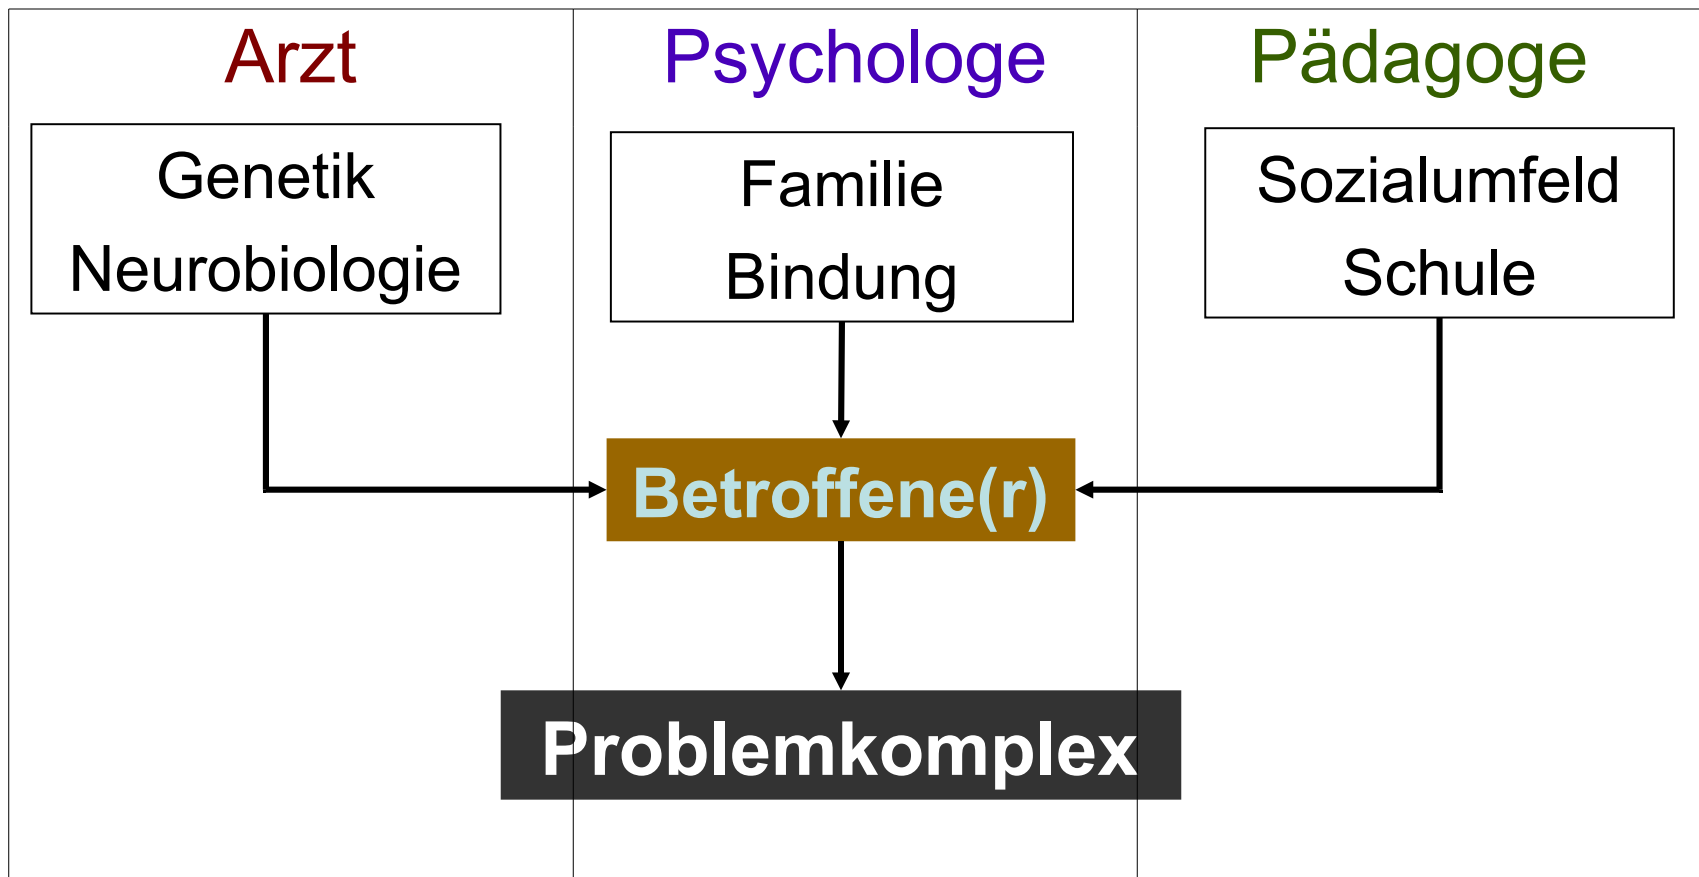 Arzt
Genetik
Neurobiologie
Psychologe
Familie
Bindung
Pädagoge
Sozialumfeld
Schule
Betroffene(r)
Problemkomplex